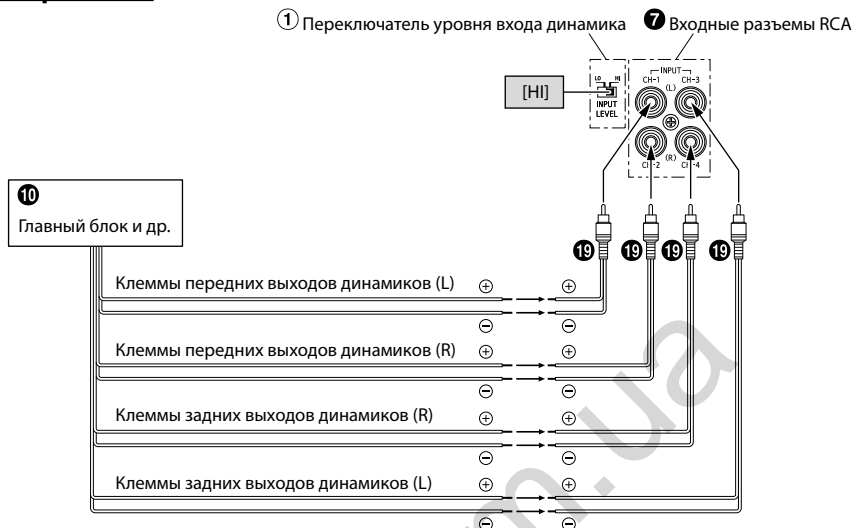 ① Переключатель уровня входа динамика
❼ Входные разъемы RCA
[HI]
LO HI
INPUT LEVEL
INPUT
CH-1 (L) CH-3
CH-2 (R) CH-4
❿
Главный блок и др.
⓳ ⓳ ⓳ ⓳
Клеммы передних выходов динамиков (L) ⊕ ⊕
⊖ ⊖
Клеммы передних выходов динамиков (R) ⊕ ⊕
⊖ ⊖
Клеммы задних выходов динамиков (R) ⊕ ⊕
⊖ ⊖
Клеммы задних выходов динамиков (L) ⊕ ⊕
⊖ ⊖
m.ua